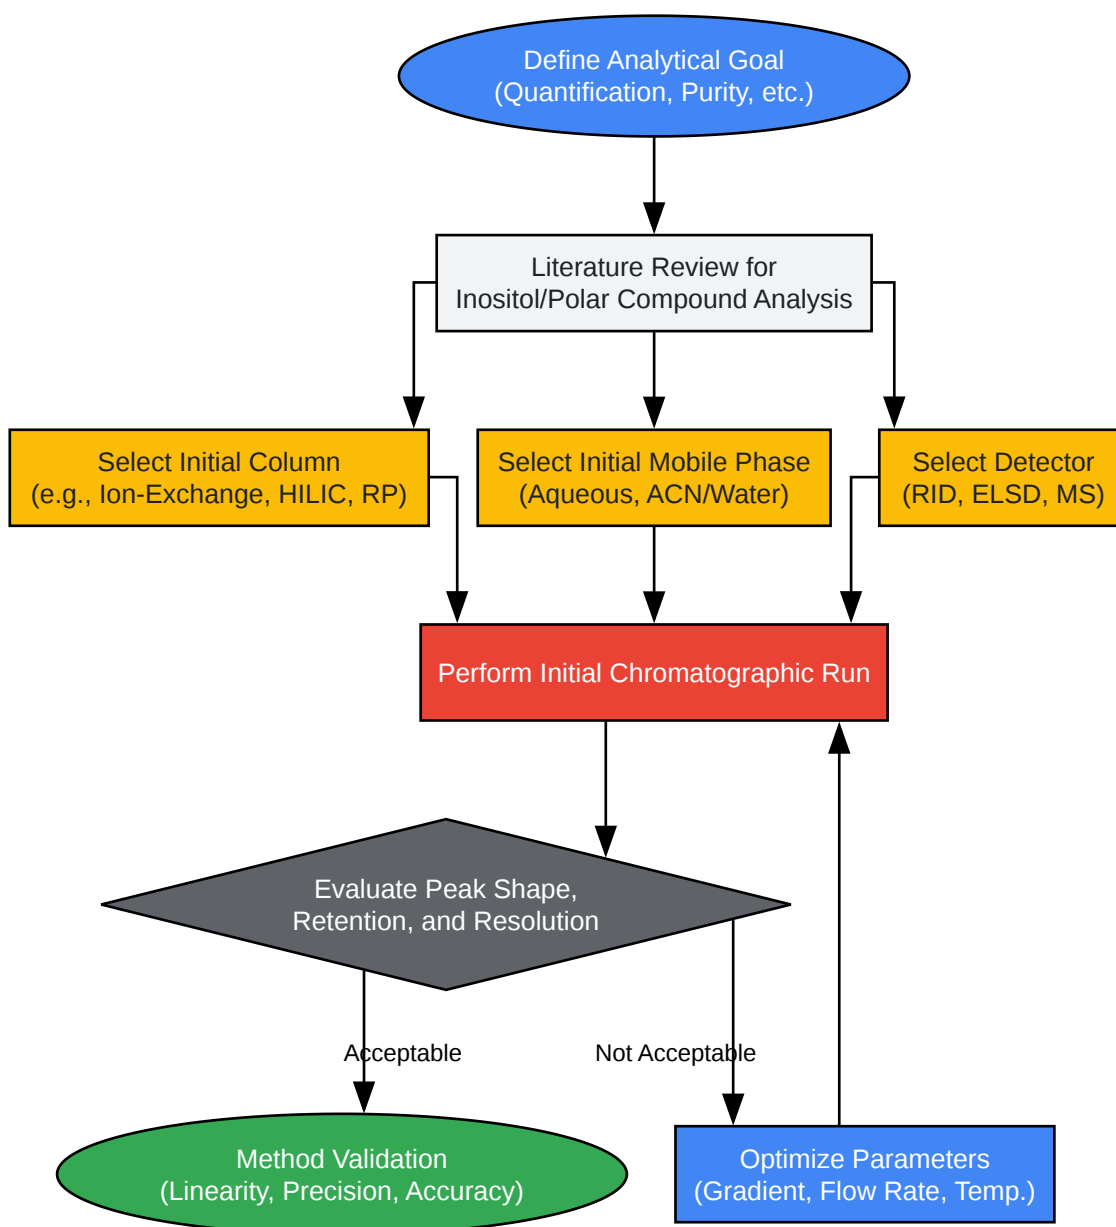 Define Analytical Goal
(Quantification, Purity, etc.)
Literature Review for
Inositol/Polar Compound Analysis
Select Initial Column
(e.g., Ion-Exchange, HILIC, RP)
Select Initial Mobile Phase
(Aqueous, ACN/Water)
Select Detector
(RID, ELSD, MS)
Perform Initial Chromatographic Run
Evaluate Peak Shape,
Retention, and Resolution
Acceptable
Not Acceptable
Method Validation
(Linearity, Precision, Accuracy)
Optimize Parameters
(Gradient, Flow Rate, Temp.)